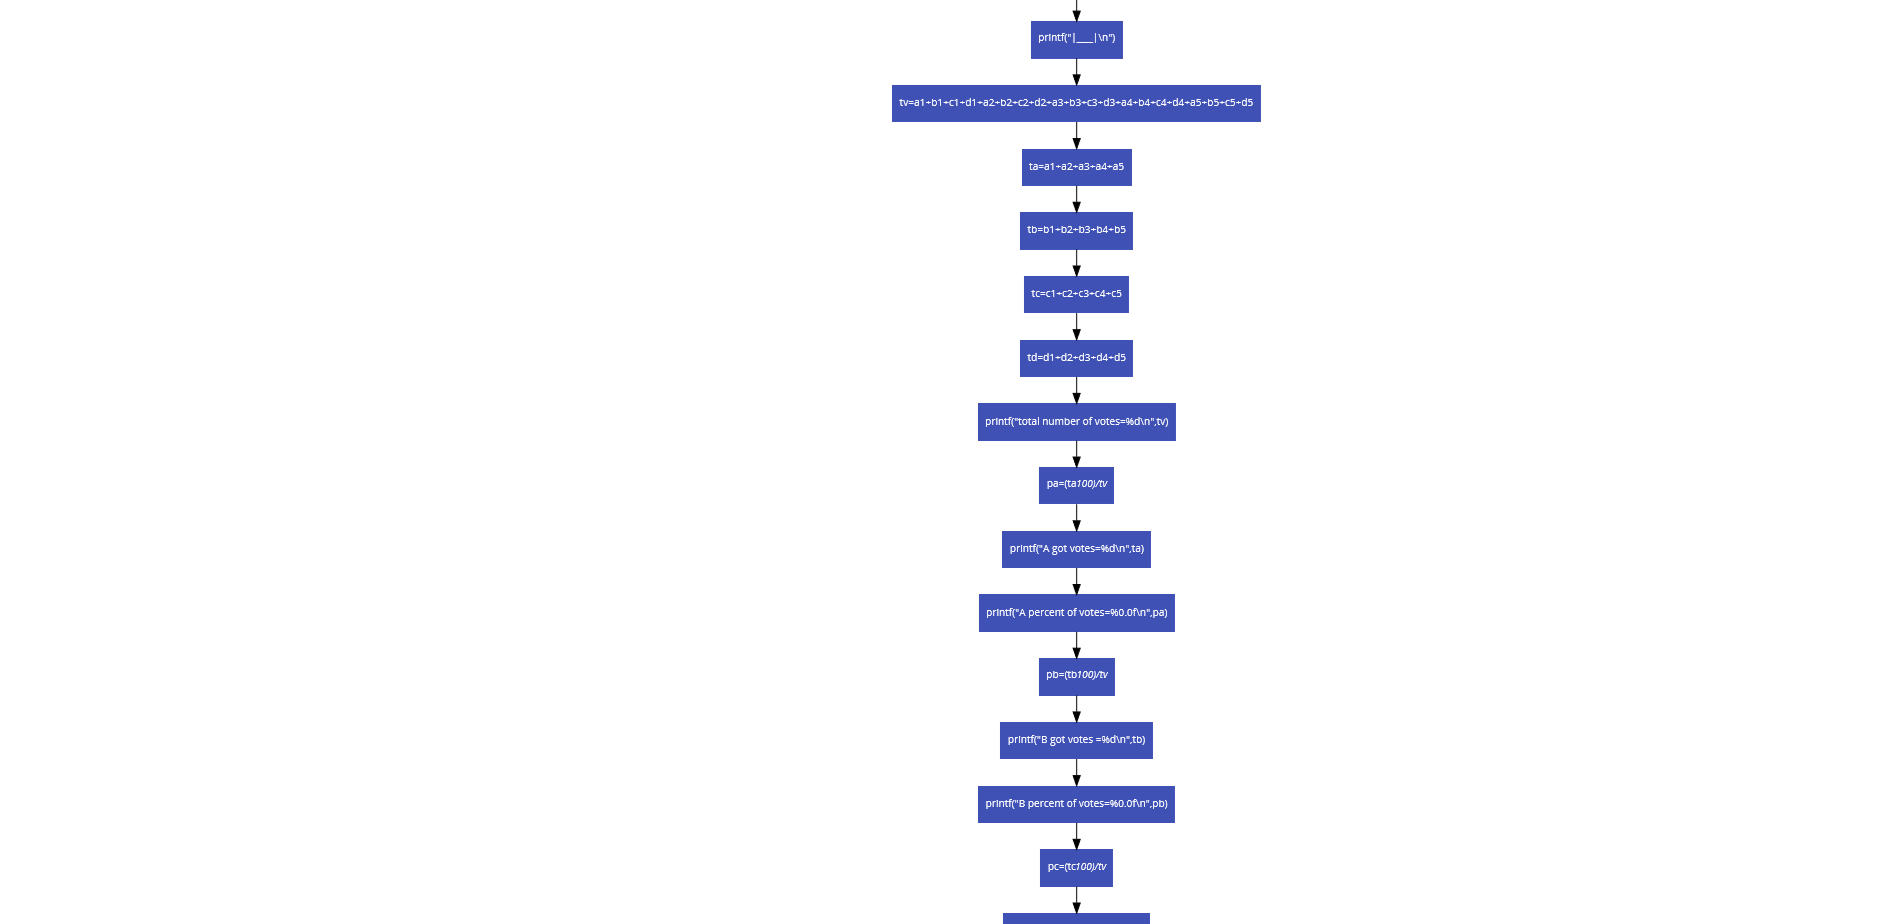 printf("|____|\n")
tv=a1+b1+c1+d1+a2+b2+c2+d2+a3+b3+c3+d3+a4+b4+c4+d4+a5+b5+c5+d5
ta=a1+a2+a3+a4+a5
tb=b1+b2+b3+b4+b5
tc=c1+c2+c3+c4+c5
td=d1+d2+d3+d4+d5
printf("total number of votes=%d\n",tv)
pa=(ta100)/tv
printf("A got votes=%d\n",ta)
printf("A percent of votes=%0.0f\n",pa)
pb=(tb100)/tv
printf("B got votes =%d\n",tb)
printf("B percent of votes=%0.0f\n",pb)
pc=(tc100)/tv